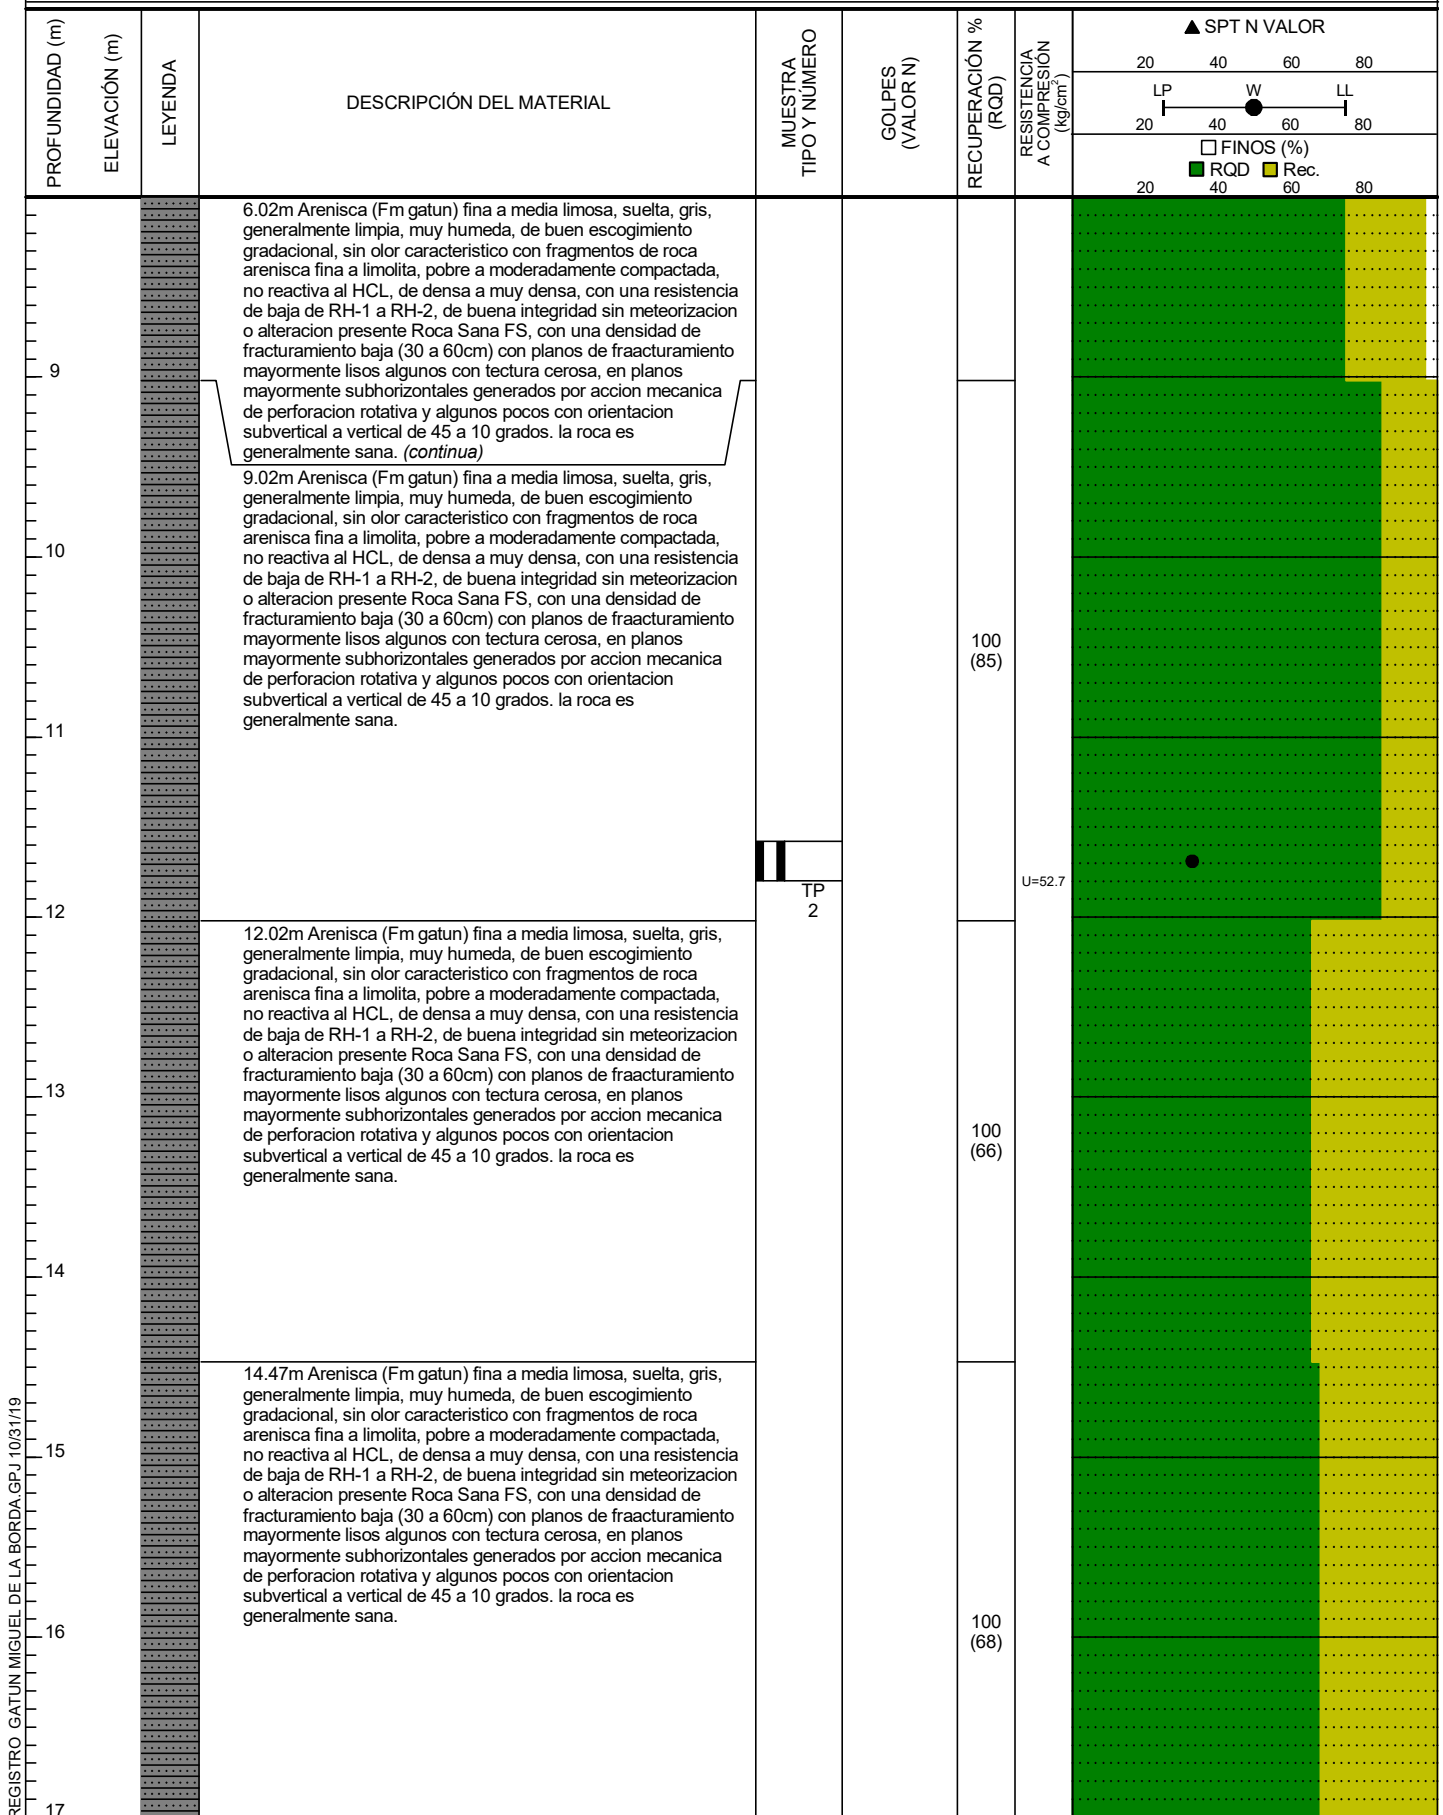 PROFUNDIDAD (m)
ELEVACIÓN (m)
LEYENDA
DESCRIPCIÓN DEL MATERIAL
MUESTRA
TIPO Y NÚMERO
GOLPES
(VALOR N)
RECUPERACIÓN %
(RQD)
RESISTENCIA
A COMPRESIÓN
(kg/cm²)
▲ SPT N VALOR
20 40 60 80
LP W LL
20 40 60 80
□ FINOS (%)
RQD Rec.
20 40 60 80
6.02m Arenisca (Fm gatun) fina a media limosa, suelta, gris,
generalmente limpia, muy humeda, de buen escogimiento
gradacional, sin olor caracteristico con fragmentos de roca
arenisca fina a limolita, pobre a moderadamente compactada,
no reactiva al HCL, de densa a muy densa, con una resistencia
de baja de RH-1 a RH-2, de buena integridad sin meteorizacion
o alteracion presente Roca Sana FS, con una densidad de
fracturamiento baja (30 a 60cm) con planos de fraacturamiento
mayormente lisos algunos con tectura cerosa, en planos
mayormente subhorizontales generados por accion mecanica
de perforacion rotativa y algunos pocos con orientacion
subvertical a vertical de 45 a 10 grados. la roca es
generalmente sana. (continua)
9
9.02m Arenisca (Fm gatun) fina a media limosa, suelta, gris,
generalmente limpia, muy humeda, de buen escogimiento
gradacional, sin olor caracteristico con fragmentos de roca
arenisca fina a limolita, pobre a moderadamente compactada,
no reactiva al HCL, de densa a muy densa, con una resistencia
de baja de RH-1 a RH-2, de buena integridad sin meteorizacion
o alteracion presente Roca Sana FS, con una densidad de
fracturamiento baja (30 a 60cm) con planos de fraacturamiento
mayormente lisos algunos con tectura cerosa, en planos
mayormente subhorizontales generados por accion mecanica
de perforacion rotativa y algunos pocos con orientacion
subvertical a vertical de 45 a 10 grados. la roca es
generalmente sana.
10
100
(85)
11
TP
2
U=52.7
12
12.02m Arenisca (Fm gatun) fina a media limosa, suelta, gris,
generalmente limpia, muy humeda, de buen escogimiento
gradacional, sin olor caracteristico con fragmentos de roca
arenisca fina a limolita, pobre a moderadamente compactada,
no reactiva al HCL, de densa a muy densa, con una resistencia
de baja de RH-1 a RH-2, de buena integridad sin meteorizacion
o alteracion presente Roca Sana FS, con una densidad de
fracturamiento baja (30 a 60cm) con planos de fraacturamiento
mayormente lisos algunos con tectura cerosa, en planos
mayormente subhorizontales generados por accion mecanica
de perforacion rotativa y algunos pocos con orientacion
subvertical a vertical de 45 a 10 grados. la roca es
generalmente sana.
13
100
(66)
14
14.47m Arenisca (Fm gatun) fina a media limosa, suelta, gris,
generalmente limpia, muy humeda, de buen escogimiento
gradacional, sin olor caracteristico con fragmentos de roca
arenisca fina a limolita, pobre a moderadamente compactada,
no reactiva al HCL, de densa a muy densa, con una resistencia
de baja de RH-1 a RH-2, de buena integridad sin meteorizacion
o alteracion presente Roca Sana FS, con una densidad de
fracturamiento baja (30 a 60cm) con planos de fraacturamiento
mayormente lisos algunos con tectura cerosa, en planos
mayormente subhorizontales generados por accion mecanica
de perforacion rotativa y algunos pocos con orientacion
subvertical a vertical de 45 a 10 grados. la roca es
generalmente sana.
15
16
100
(68)
17
REGISTRO GATUN MIGUEL DE LA BORDA.GPJ 10/31/19